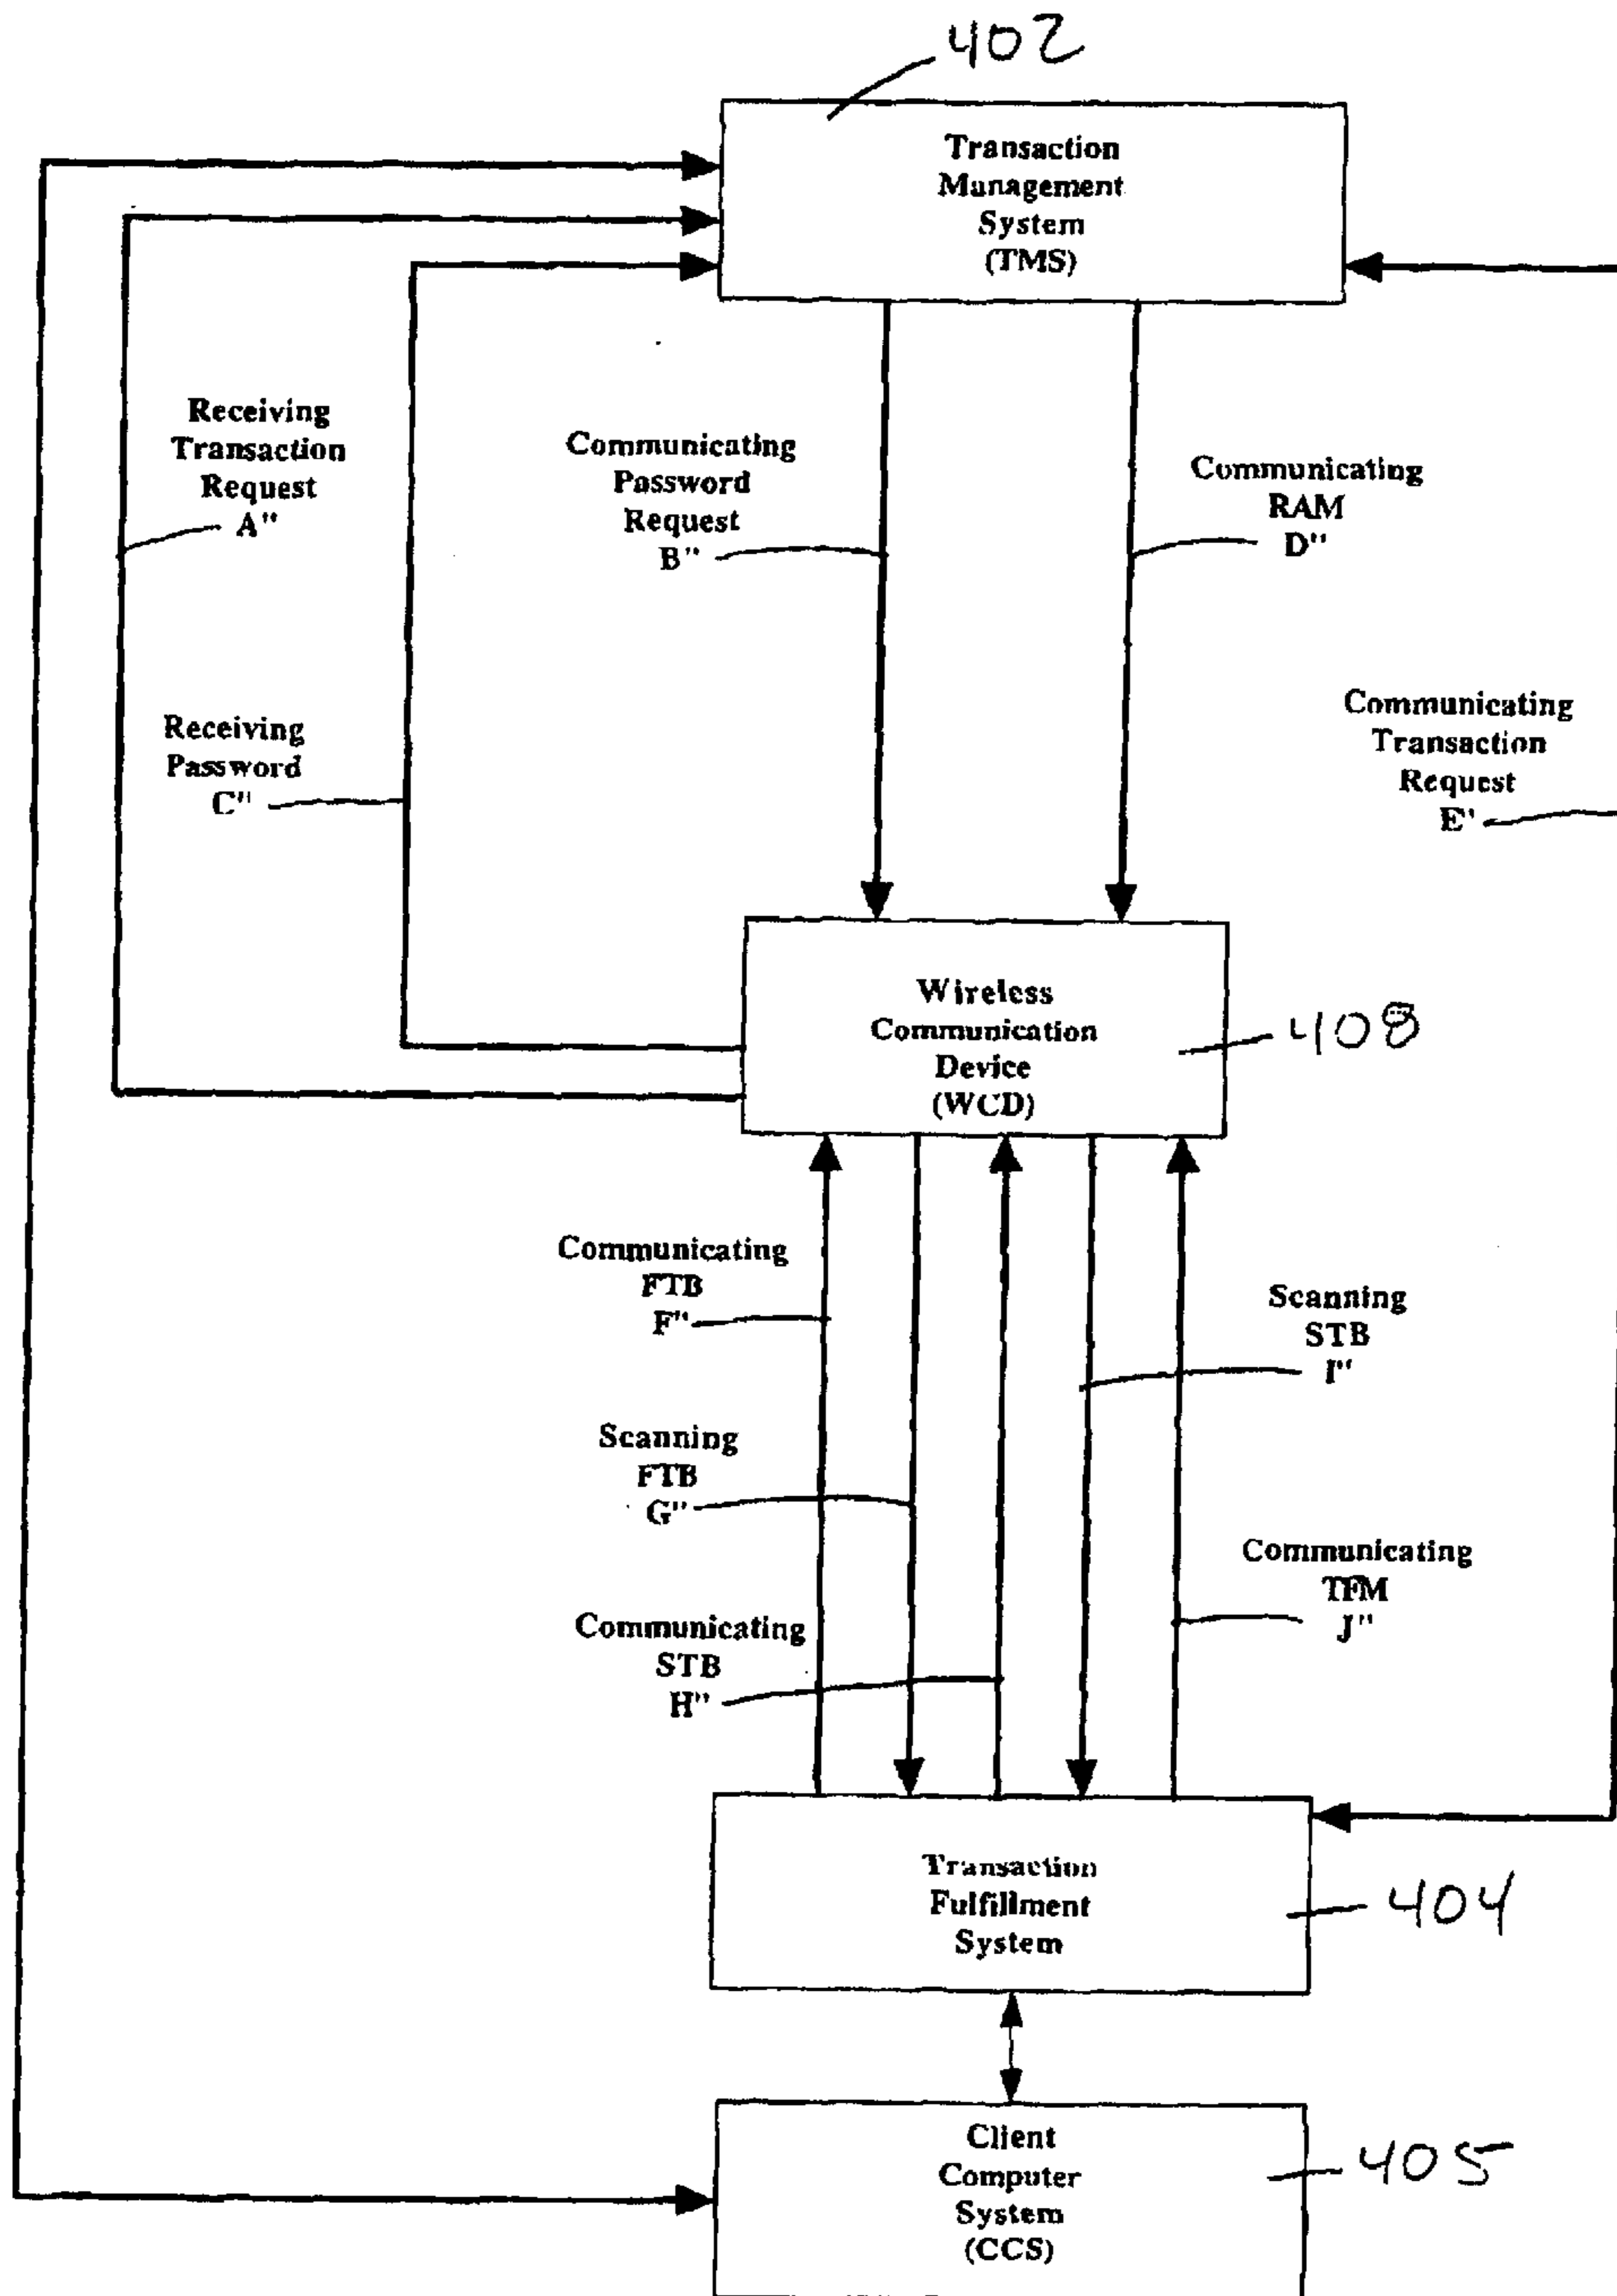 402
Transaction
Management
System
(TMS)
Receiving
Transaction
Request
A"
Communicating
Password
Request
B"
Communicating
RAM
D"
Receiving
Password
C"
Communicating
Transaction
Request
E'
Wireless
Communication
Device
(WCD)
408
Communicating
FTB
F"
Scanning
STB
I"
Scanning
FTB
G"
Communicating
TFM
J"
Communicating
STB
H"
Transaction
Fulfillment
System
404
Client
Computer
System
(CCS)
405